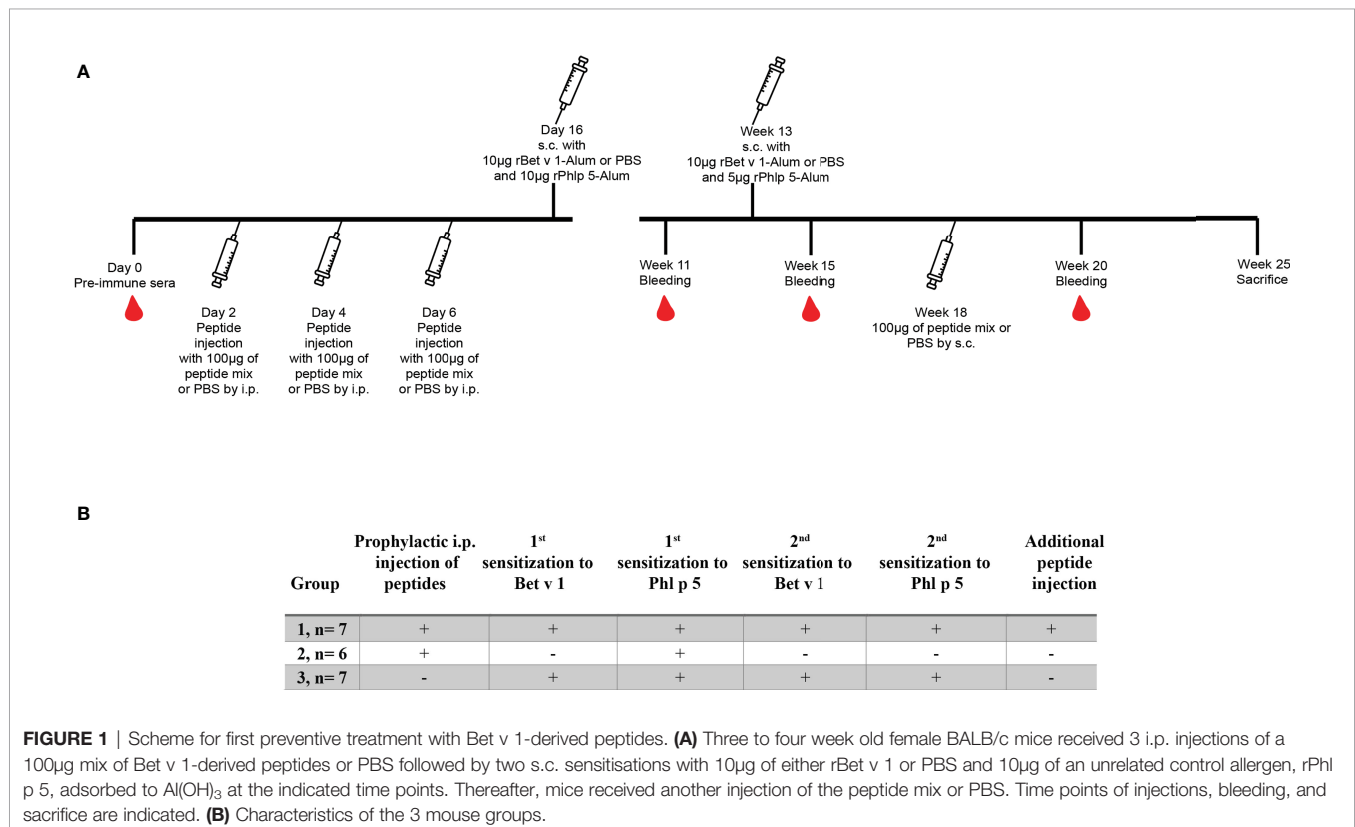 A
Day 16
s.c. with
10µg rBet v 1-Alum or PBS
and 10µg rPhlp 5-Alum
Week 13
s.c. with
10µg rBet v 1-Alum or PBS
and 5µg rPhlp 5-Alum
Day 0
Pre-immune sera
Day 2
Peptide
injection
with 100µg of
peptide mix
or PBS by i.p.
Day 4
Peptide
injection
with 100µg of
peptide mix
or PBS by i.p.
Day 6
Peptide
injection
with 100µg of
peptide mix
or PBS by i.p.
Week 11
Bleeding
Week 15
Bleeding
Week 18
100µg of peptide mix or
PBS by s.c.
Week 20
Bleeding
Week 25
Sacrifice
B
Group
Prophylactic i.p.
injection of
peptides
1st
sensitization to
Bet v 1
1st
sensitization to
Phl p 5
2nd
sensitization to
Bet v 1
2nd
sensitization to
Phl p 5
Additional
peptide
injection
1, n= 7 + + + + + +
2, n= 6 + - + - - -
3, n= 7 - + + + + -
FIGURE 1 | Scheme for first preventive treatment with Bet v 1-derived peptides. (A) Three to four week old female BALB/c mice received 3 i.p. injections of a
100µg mix of Bet v 1-derived peptides or PBS followed by two s.c. sensitisations with 10µg of either rBet v 1 or PBS and 10µg of an unrelated control allergen, rPhl
p 5, adsorbed to Al(OH)3 at the indicated time points. Thereafter, mice received another injection of the peptide mix or PBS. Time points of injections, bleeding, and
sacrifice are indicated. (B) Characteristics of the 3 mouse groups.